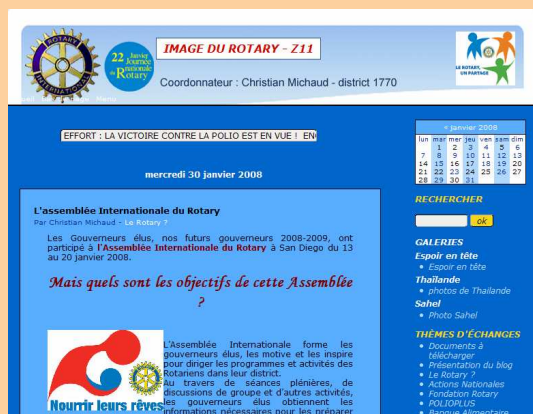 ROTARY
INTERNATIONAL
22 Janvier
Journée
nationale
du Rotary
IMAGE DU ROTARY - Z11
Coordonnateur : Christian Michaud - district 1770
LE ROTARY,
UN PARTAGE
Menu
EFFORT : LA VICTOIRE CONTRE LA POLIO EST EN VUE !
mercredi 30 janvier 2008
L'assemblée Internationale du Rotary
Par Christian Michaud - Le Rotary ?
Les Gouverneurs élus, nos futurs gouverneurs 2008-2009, ont
participé à l'Assemblée Internationale du Rotary à San Diego du 13
au 20 janvier 2008.
Mais quels sont les objectifs de cette Assemblée
?
Nourrir leurs rêves
L'Assemblée Internationale forme les
gouverneurs élus, les motive et les inspire
pour diriger les programmes et activités des
Rotariens dans leur district.
Au travers de séances plénières, de
discussions de groupe et d'autres activités,
les gouverneurs élus obtiennent les
informations nécessaires pour les préparer
« janvier 2008
lun mar mer jeu ven sam dim
1 2 3 4 5 6
7 8 9 10 11 12 13
14 15 16 17 18 19 20
21 22 23 24 25 26 27
28 29 30 31
RECHERCHER
ok
GALERIES
Espoir en tête
Espoir en tête
Thaïlande
photos de Thaïlande
Sahel
Photo Sahel
THÈMES D'ÉCHANGES
Documents à
télécharger
Présentation du blog
Le Rotary ?
Actions Nationales
Fondation Rotary
POLIOPLUS
Banque Alimentaire